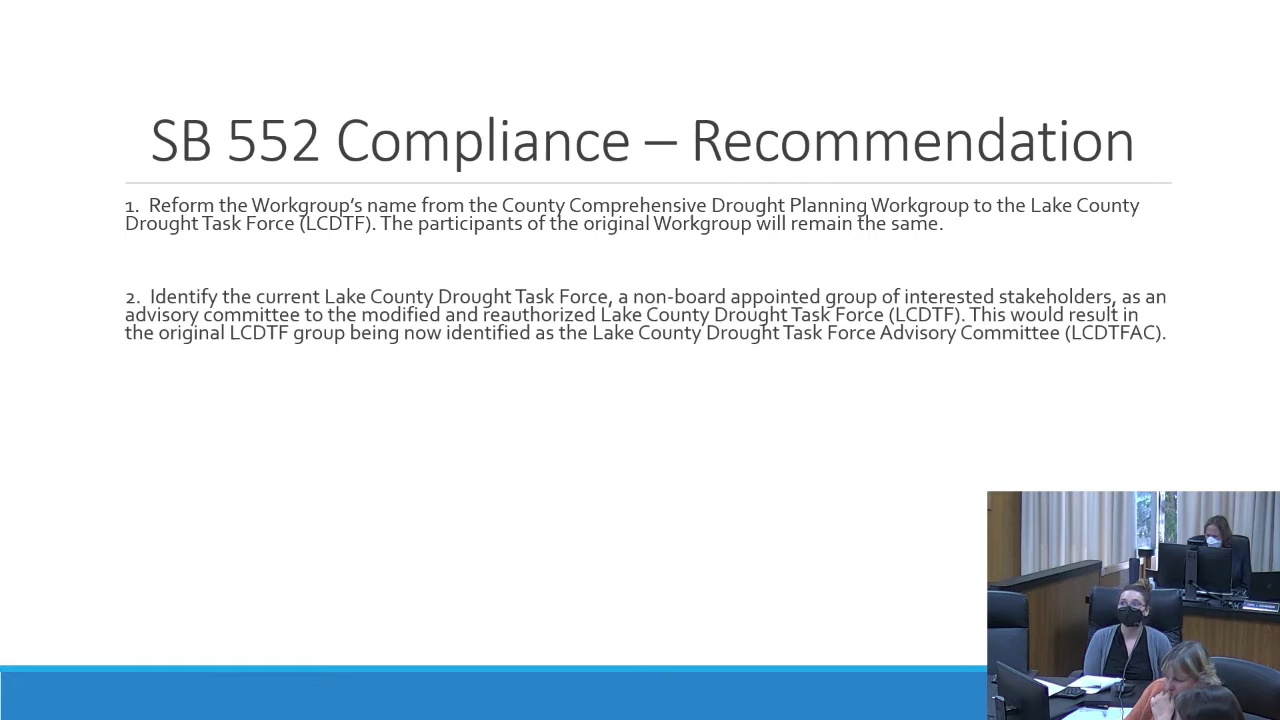 SB 552 Compliance – Recommendation
1. Reform the Workgroup's name from the County Comprehensive Drought Planning Workgroup to the Lake County
Drought Task Force (LCDTF). The participants of the original Workgroup will remain the same.
2. Identify the current Lake County Drought Task Force, a non-board appointed group of interested stakeholders, as an
advisory committee to the modified and reauthorized Lake County Drought Task Force (LCDTF). This would result in
the original LCDTF group being now identified as the Lake County Drought Task Force Advisory Committee (LCDTFAC).